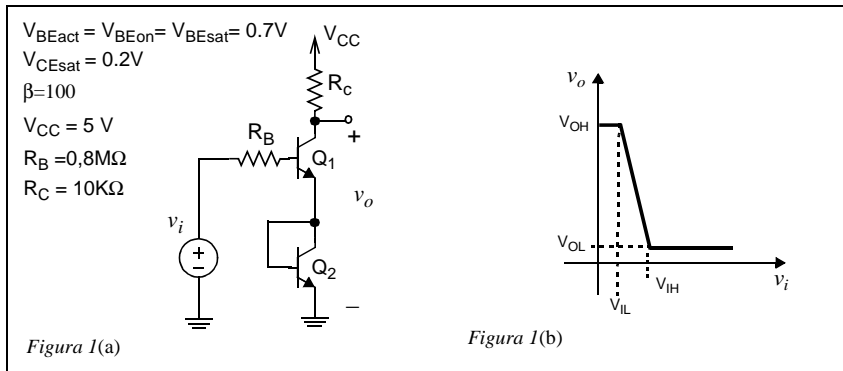 V_BEact = V_BEon = V_BEsat = 0.7V
V_CEsat = 0.2V
β=100
V_CC = 5 V
R_B =0,8MΩ
R_C = 10KΩ
V_CC
R_c
+
R_B
Q_1
v_o
v_i
+
−
Q_2
−
Figura 1(a)
v_o
V_OH
V_OL
V_IH
v_i
V_IL
Figura 1(b)